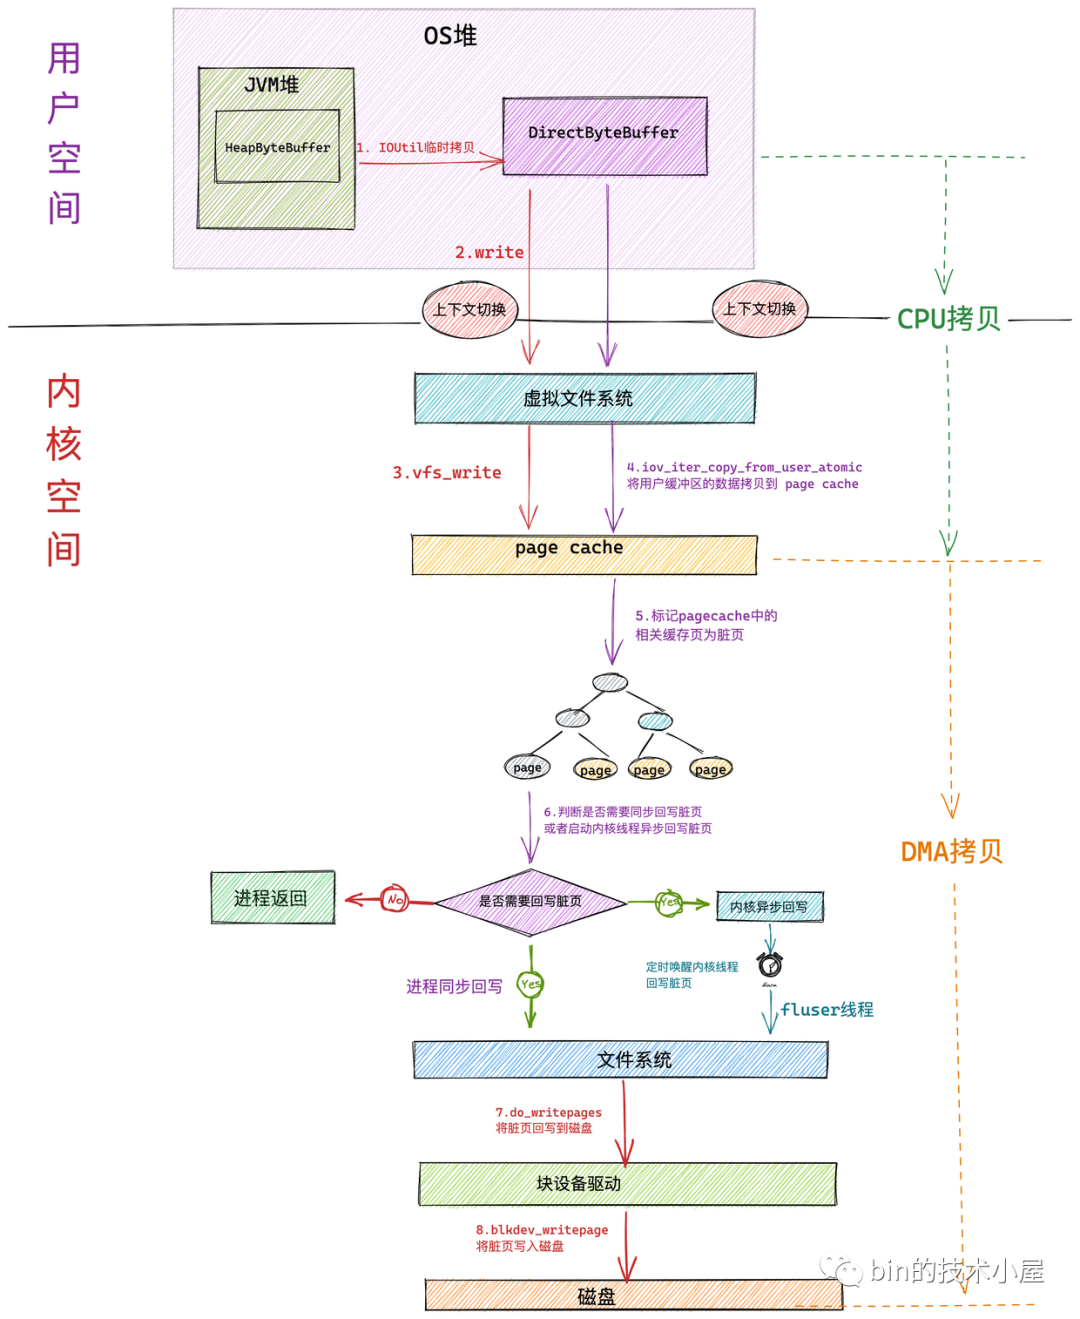 用户空间
OS堆
JVM堆
HeapByteBuffer
1. IOUtil临时拷贝
DirectByteBuffer
2.write
上下文切换
上下文切换
CPU拷贝
内核空间
虚拟文件系统
3.vfs_write
4.iov_iter_copy_from_user_atomic
将用户缓冲区的数据拷贝到 page cache
page cache
5.标记pagecache中的
相关缓存页为脏页
page
page
page
page
6.判断是否需要同步回写脏页
或者启动内核线程异步回写脏页
DMA拷贝
进程返回
No
是否需要回写脏页
Yes
内核异步回写
进程同步回写
Yes
定时唤醒内核线程
回写脏页
fluser线程
文件系统
7.do_writepages
将脏页回写到磁盘
块设备驱动
8.blkdev_writepage
将脏页写入磁盘
bin的技术小屋
磁盘